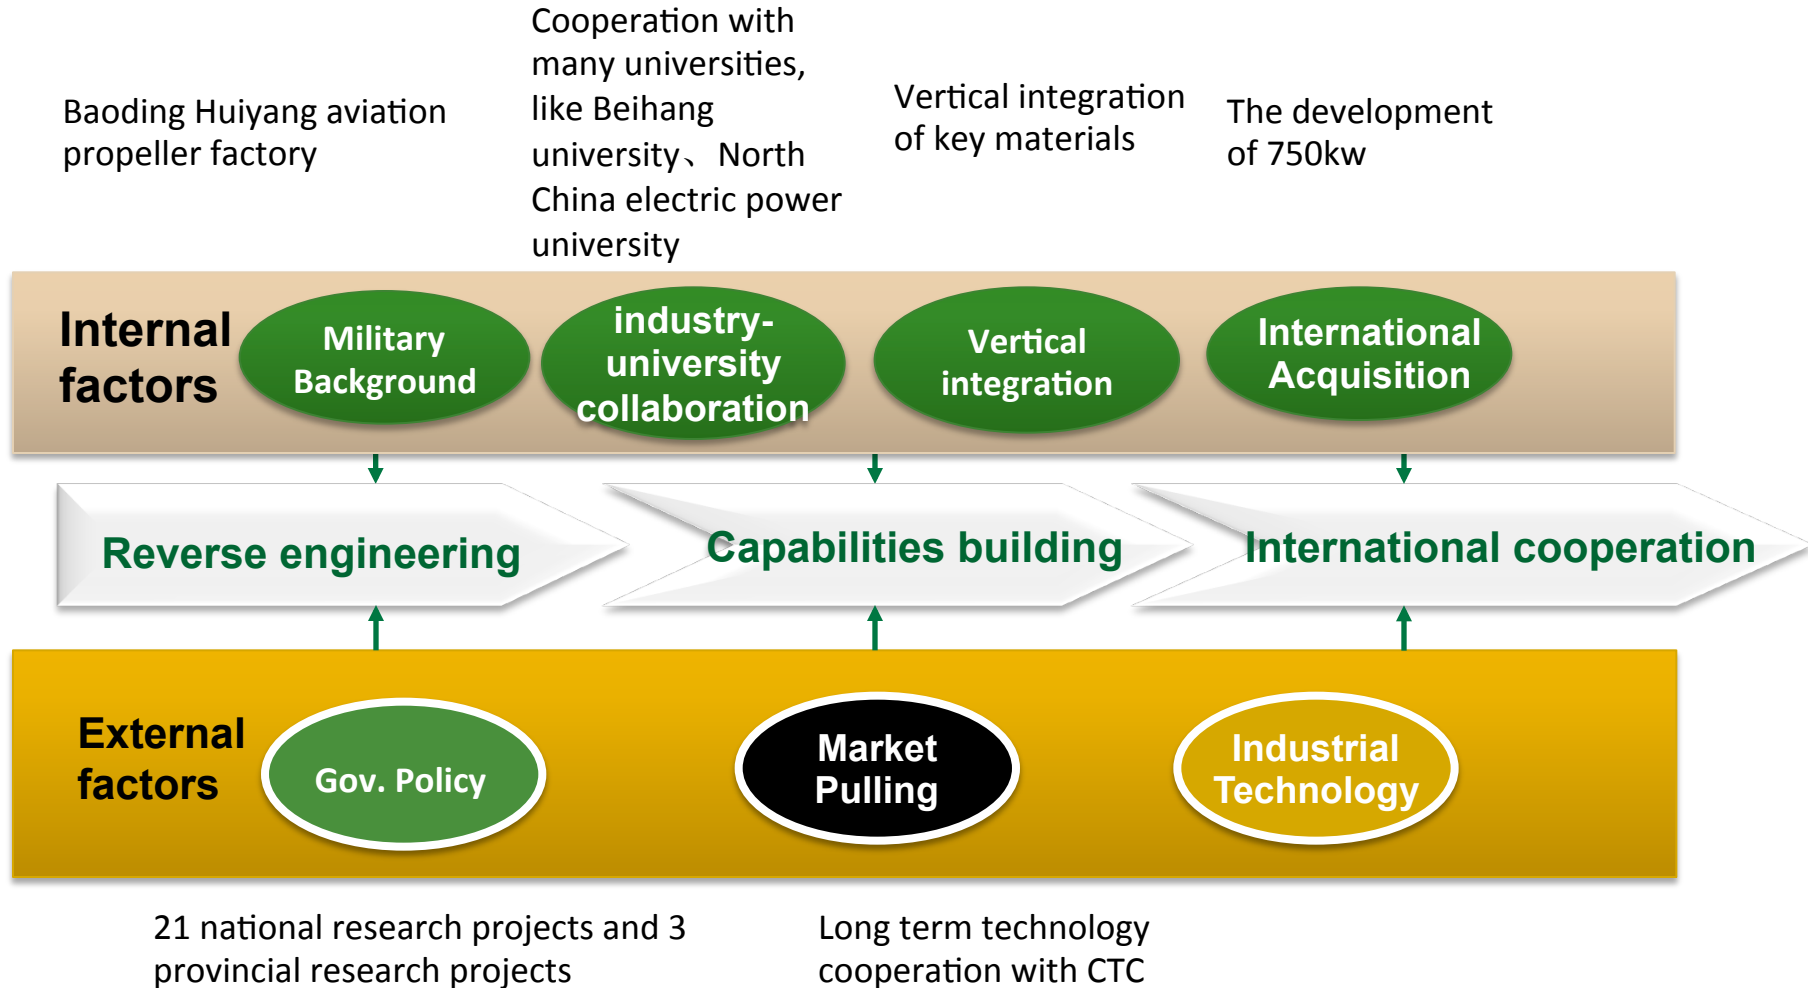 Baoding Huiyang aviation
propeller factory
Cooperation with
many universities,
like Beihang
university、North
China electric power
university
Vertical integration
of key materials
The development
of 750kw
Internal
factors
Military
Background
industry-
university
collaboration
Vertical
integration
International
Acquisition
Reverse engineering
Capabilities building
International cooperation
External
factors
Gov. Policy
Market
Pulling
Industrial
Technology
21 national research projects and 3
provincial research projects
Long term technology
cooperation with CTC